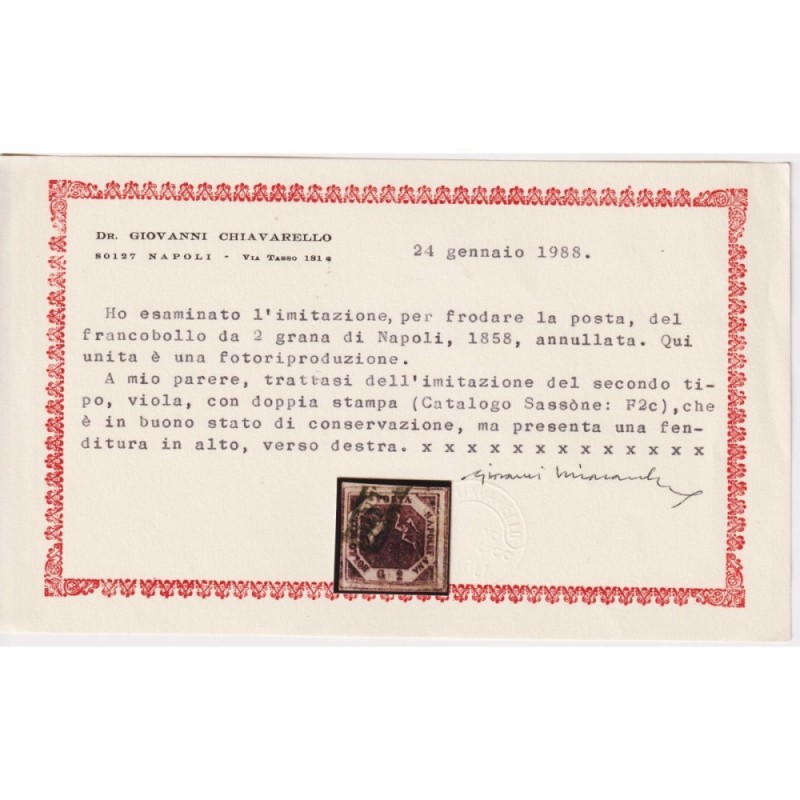 DR. GIOVANNI CHIAVARELLO
80127 NAPOLI - VIA TASSO 181
24 gennaio 1988.
Ho esaminato l'imitazione, per frodare la posta, del
francobollo da 2 grana di Napoli, 1858, annullata. Qui
unita è una fotoriproduzione.
A mio parere, trattasi dell'imitazione del secondo ti-
po, viola, con doppia stampa (Catalogo Sassòne: F2c), che
è in buono stato di conservazione, ma presenta una fen-
ditura in alto, verso destra. x x x x x x x x x x x x x
Giovanni
POSTA
NAPOLETANA
G 2